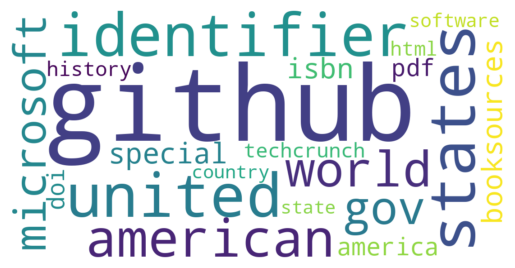 software
identifier
html
microsoft
history
isbn
pdf
github
states
booksources
special
techcrunch
world
country
doi
united
gov
state
american
america